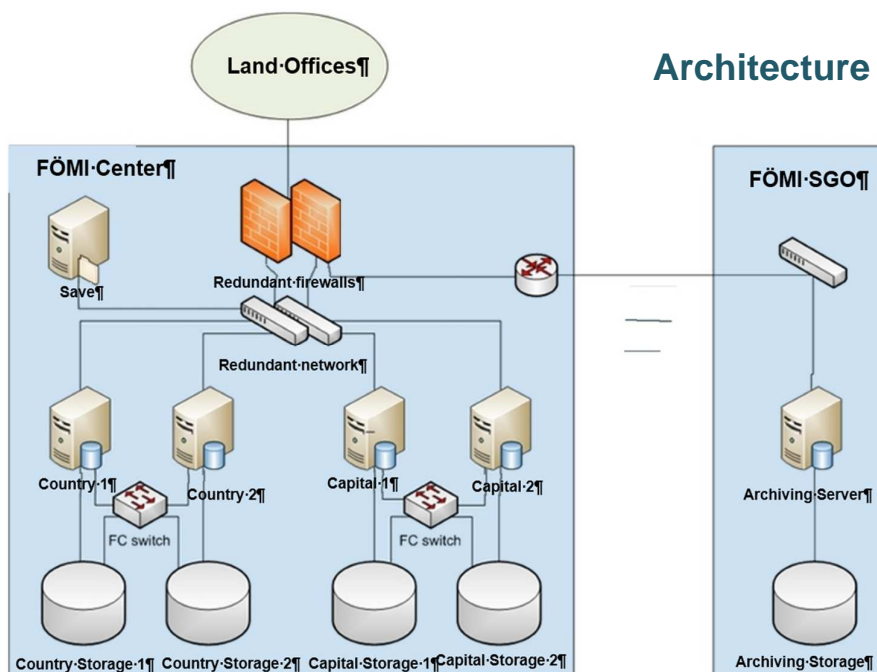 Land·Offices¶
Architecture
FÖMI·Center¶
FÖMI·SGO¶
Save¶
Redundant·firewalls¶
Redundant·network¶
Country·1¶
Country·2¶
Capital·1¶
Capital·2¶
Archiving·Server¶
FC switch
FC switch
Country·Storage·1¶
Country·Storage·2¶
Capital·Storage·1¶
Capital·Storage·2¶
Archiving·Storage¶